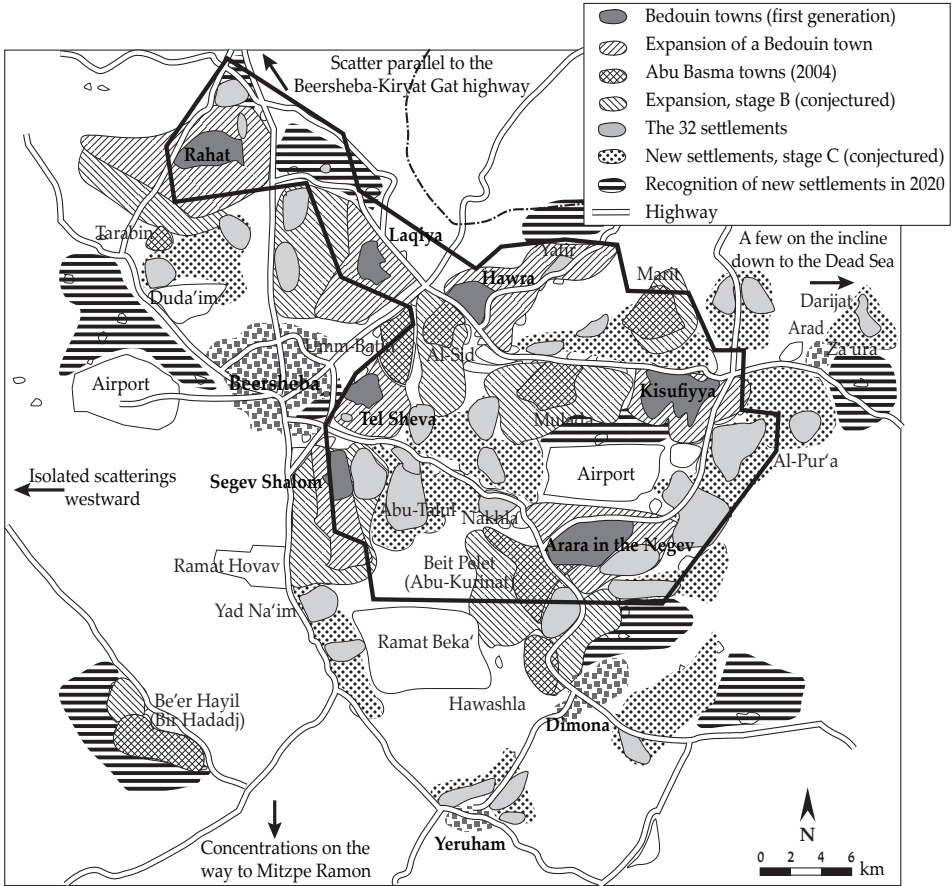 Bedouin towns (first generation)
Expansion of a Bedouin town
Abu Basma towns (2004)
Expansion, stage B (conjectured)
The 32 settlements
New settlements, stage C (conjectured)
Recognition of new settlements in 2020
Highway
Scatter parallel to the
Beersheba-Kiryat Gat highway
Rahat
Tarabin
Laqiya
Yatir
A few on the incline
down to the Dead Sea
Hawra
Marit
Duda'im
Darijat
Arad
Za'ura
Umm-Batin
Al-Sid
Airport
Beersheba
Kisufiyya
Tel Sheva
Mulada
Al-Pur'a
Isolated scatterings
westward
Segev Shalom
Airport
Abu-Talul
Nakhla
Arara in the Negev
Ramat Hovav
Beit Pelet
(Abu-Kurinat)
Yad Na'im
Ramat Beka'
Be'er Hayil
(Bir Hadadj)
Hawashla
Dimona
Concentrations on the
way to Mitzpe Ramon
Yeruham
N
0 2 4 6 km